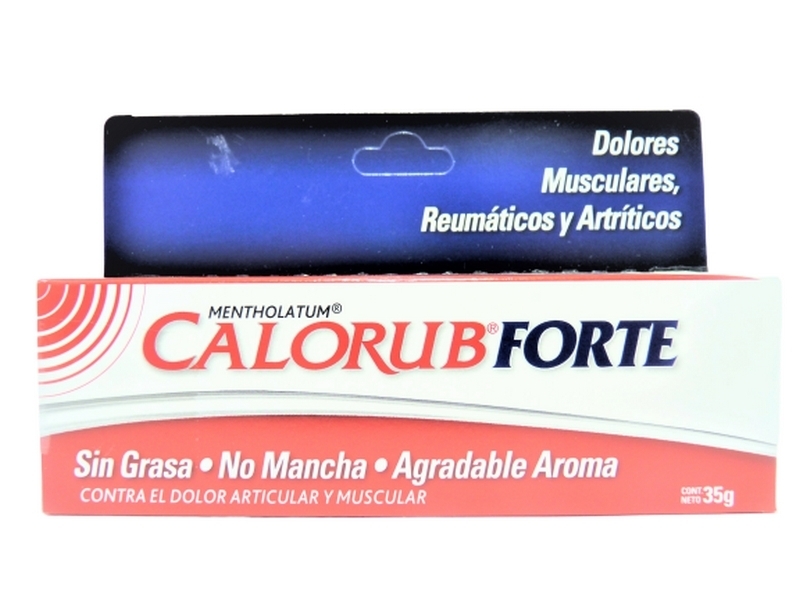 Dolores
Musculares,
Reumáticos y Artríticos
MENTHOLATUM®
CALORUB® FORTE
Sin Grasa • No Mancha • Agradable Aroma
CONTRA EL DOLOR ARTICULAR Y MUSCULAR
CONT.
NETO 35g